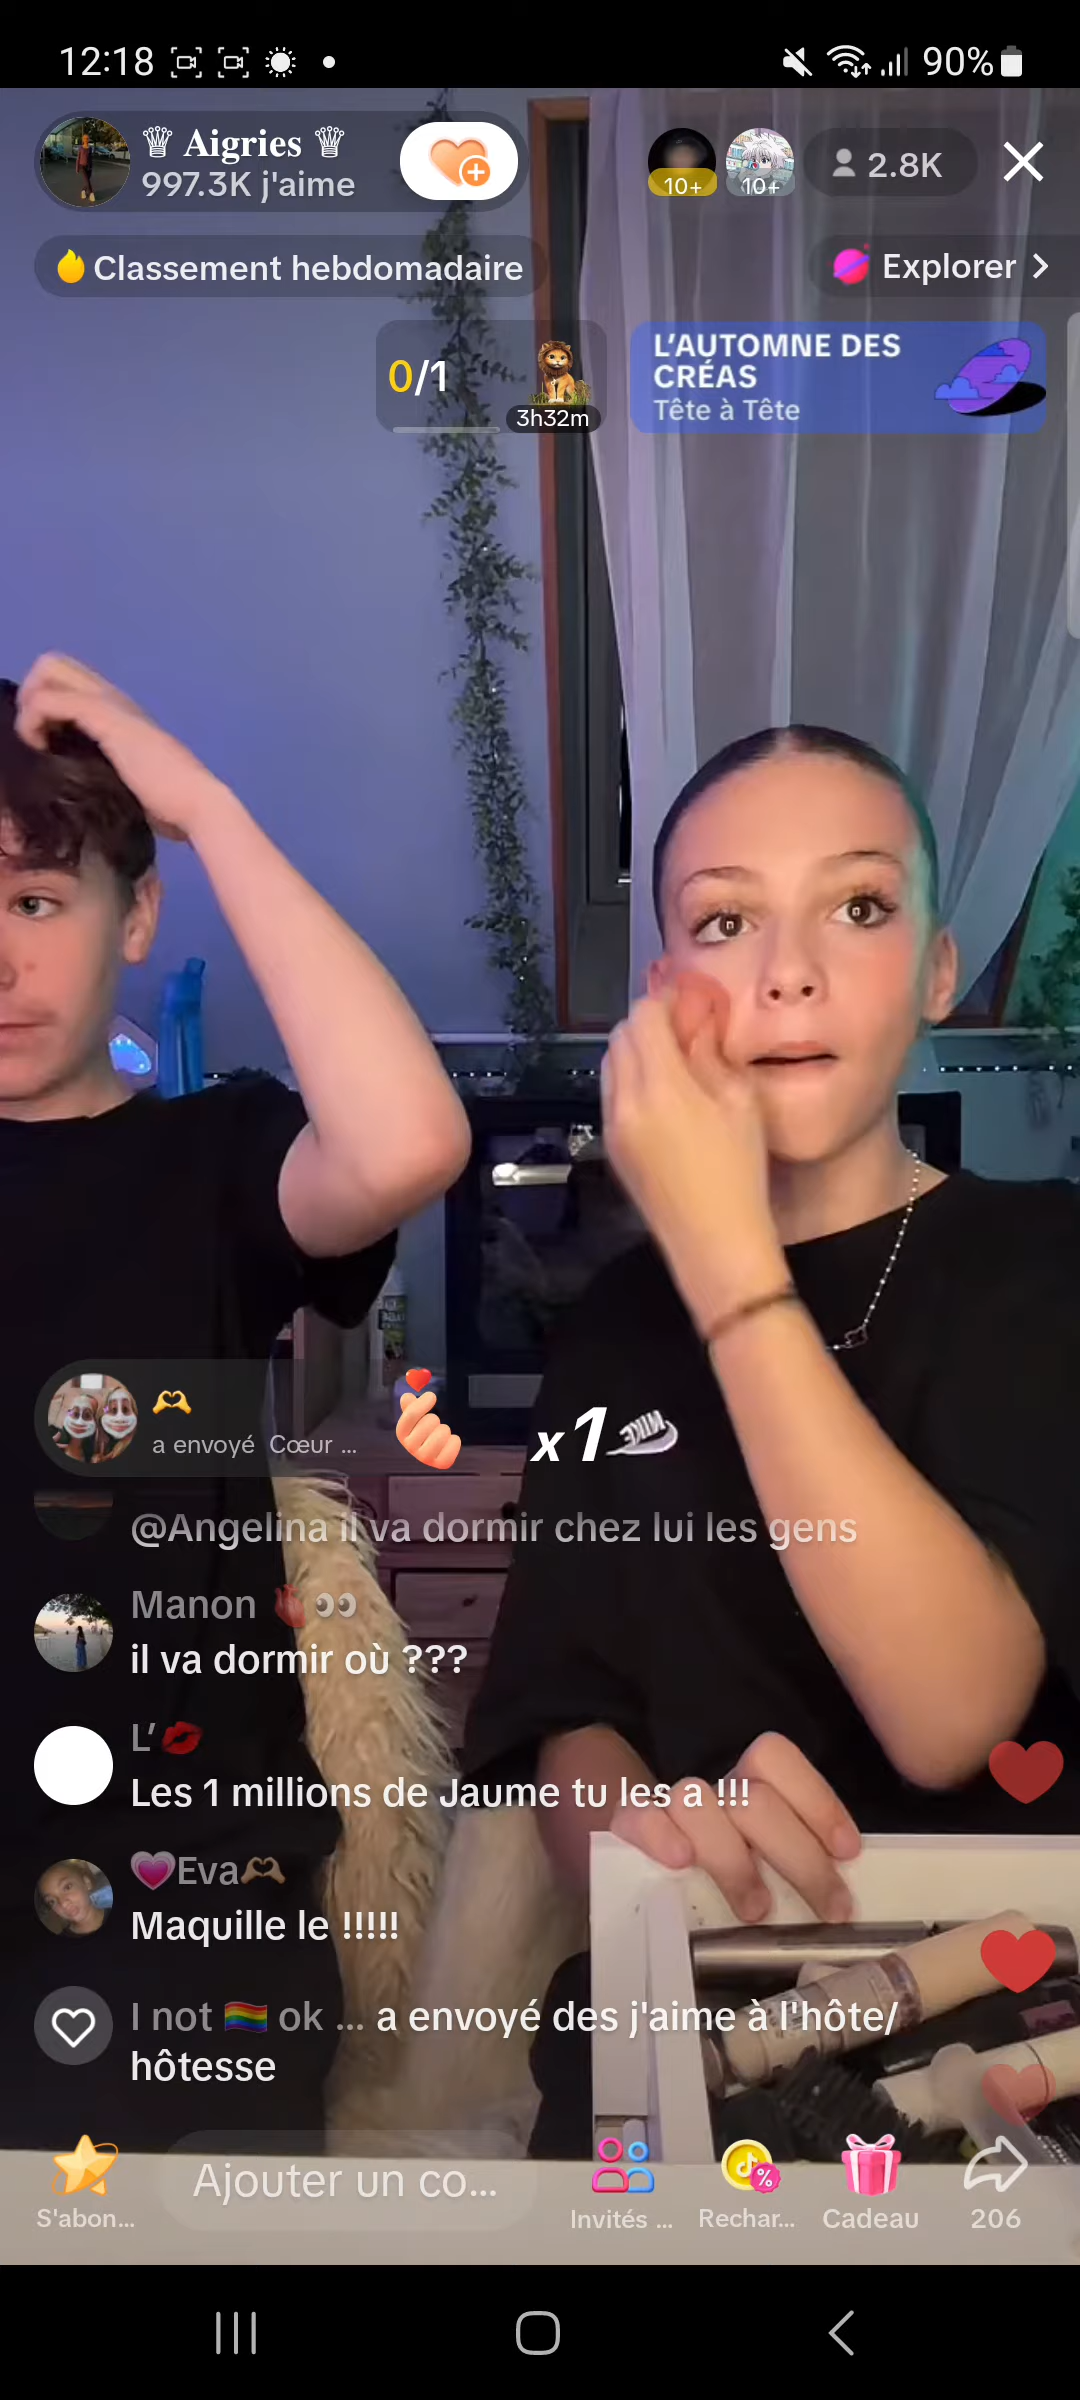 12:18
90%
♕ Aigries ♕
997.3K j'aime
10+
10+
2.8K
Classement hebdomadaire
Explorer
0/1
3h32m
L'AUTOMNE DES
CRÉAS
Tête à Tête
a envoyé Cœur ...
x1
@Angelina il va dormir chez lui les gens
Manon 🫀👀
il va dormir où ???
L' 💋
Les 1 millions de Jaume tu les a !!!
💗Eva🫶
Maquille le !!!!!
I not 🏳️‍🌈 ok ... a envoyé des j'aime à l'hôte/
hôtesse
S'abon...
Ajouter un co...
Invités ...
Rechar...
Cadeau
206